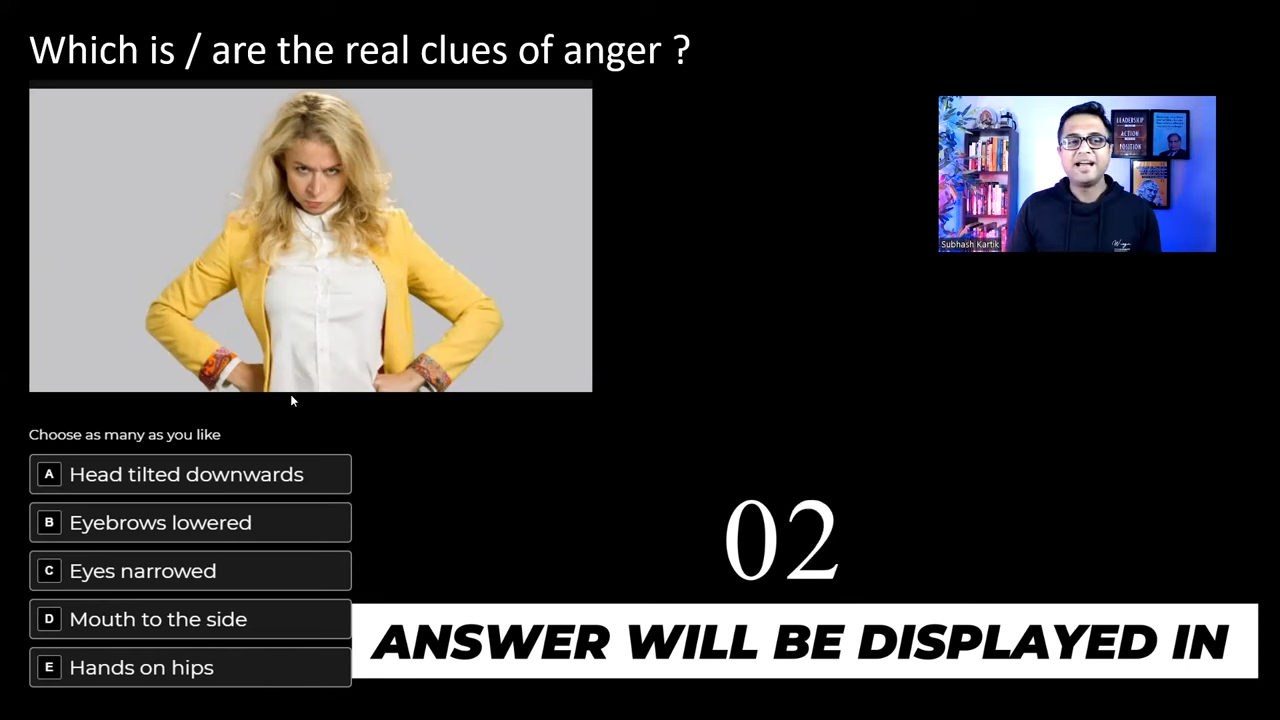 Which is / are the real clues of anger ?
LEADERSHIP
ACTION
POSITION
Subhash Kartik
Choose as many as you like
A Head tilted downwards
B Eyebrows lowered
C Eyes narrowed
D Mouth to the side
E Hands on hips
02
ANSWER WILL BE DISPLAYED IN